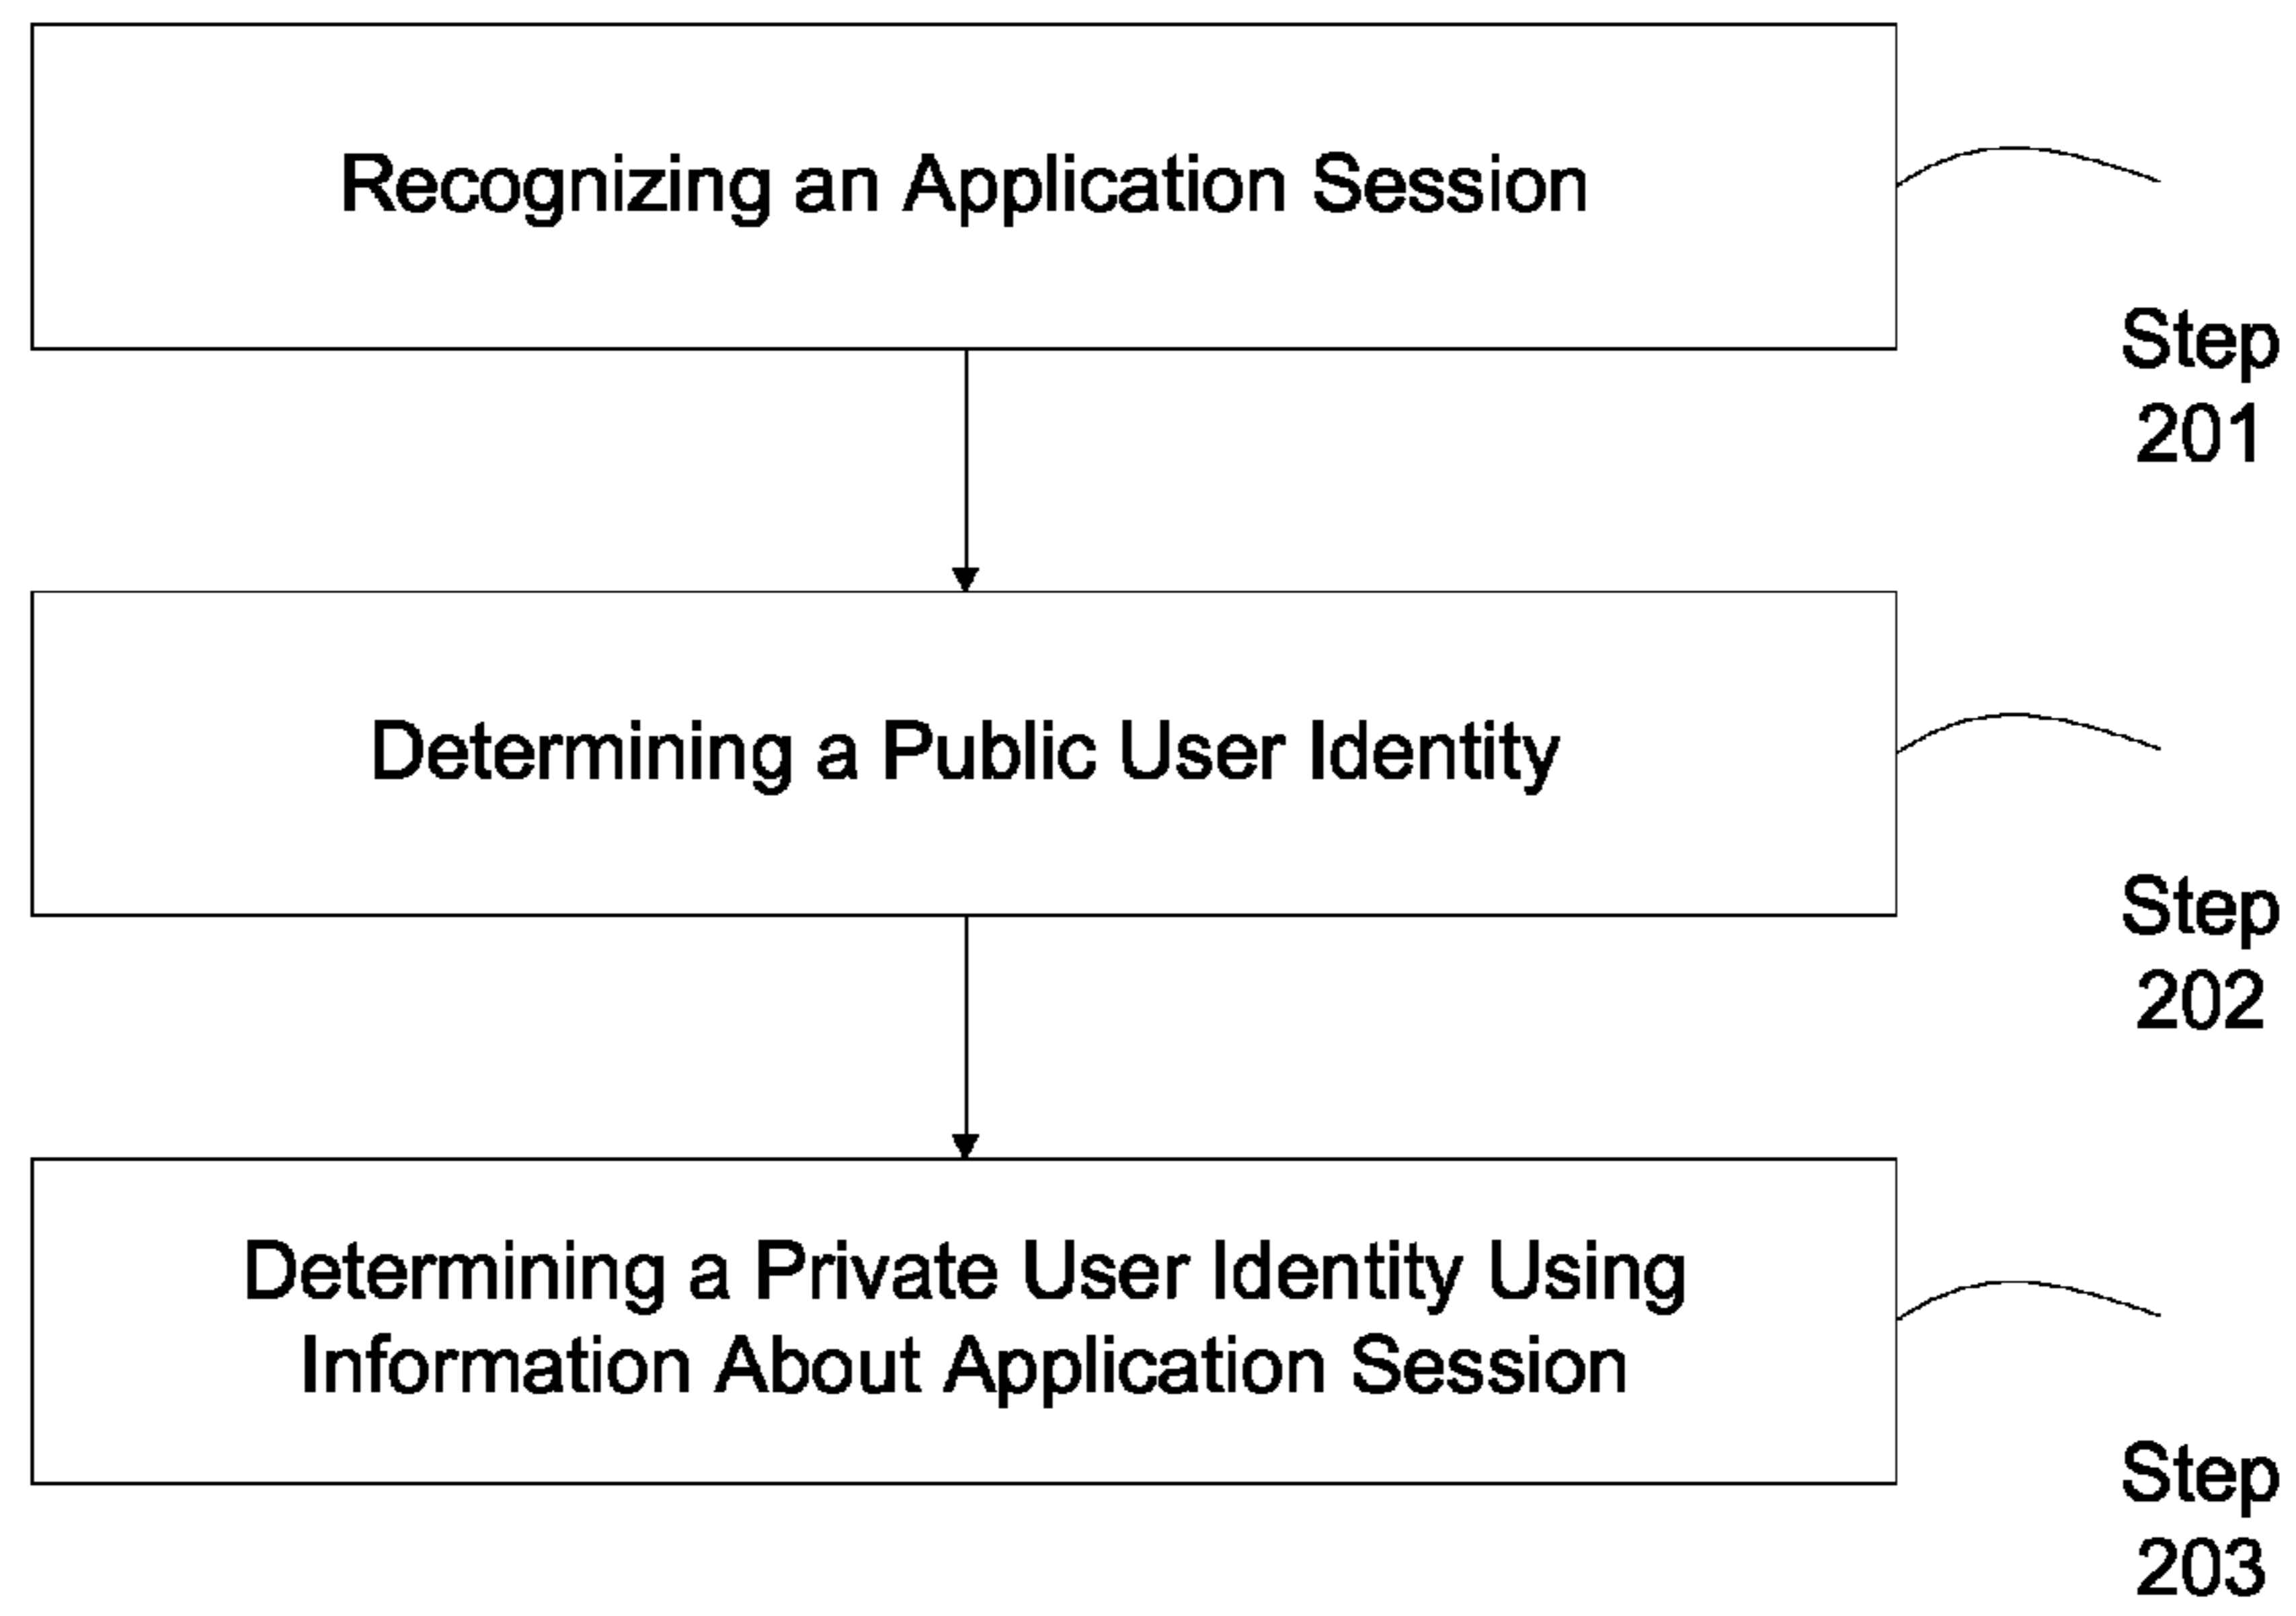 Recognizing an Application Session
Step
201
Determining a Public User Identity
Step
202
Determining a Private User Identity Using
Information About Application Session
Step
203